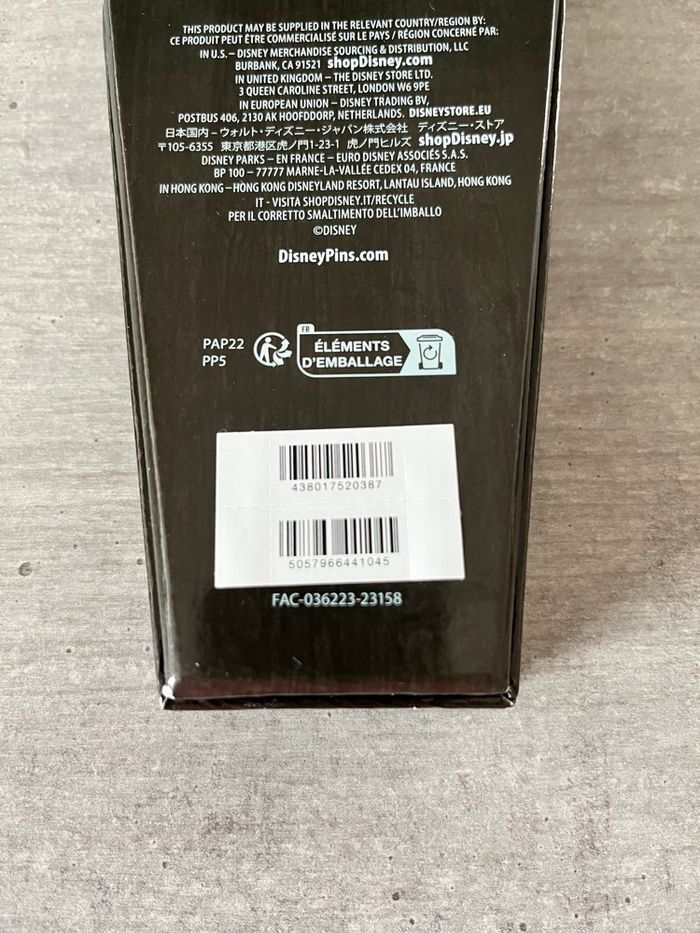 THIS PRODUCT MAY BE SUPPLIED IN THE RELEVANT COUNTRY/REGION BY:
CE PRODUIT PEUT ÊTRE COMMERCIALISÉ SUR LE PAYS / RÉGION CONCERNÉ PAR:
IN U.S. – DISNEY MERCHANDISE SOURCING & DISTRIBUTION, LLC
BURBANK, CA 91521 shopDisney.com
IN UNITED KINGDOM – THE DISNEY STORE LTD.
3 QUEEN CAROLINE STREET, LONDON W6 9PE
IN EUROPEAN UNION – DISNEY TRADING BV,
POSTBUS 406, 2130 AK HOOFDDORP, NETHERLANDS. DISNEYSTORE.EU
日本国内 – ウォルト・ディズニー・ジャパン株式会社 ディズニー・ストア
〒105-6355 東京都港区虎ノ門1-23-1 虎ノ門ヒルズ shopDisney.jp
DISNEY PARKS – EN FRANCE – EURO DISNEY ASSOCIÉS S.A.S.
BP 100 – 77777 MARNE-LA-VALLÉE CEDEX 04, FRANCE
IN HONG KONG – HONG KONG DISNEYLAND RESORT, LANTAU ISLAND, HONG KONG
IT - VISITA SHOPDISNEY.IT/RECYCLE
PER IL CORRETTO SMALTIMENTO DELL'IMBALLO
©DISNEY
DisneyPins.com
PAP22
PP5
FR
ÉLÉMENTS
D'EMBALLAGE
438017520387
5057966441045
FAC-036223-23158